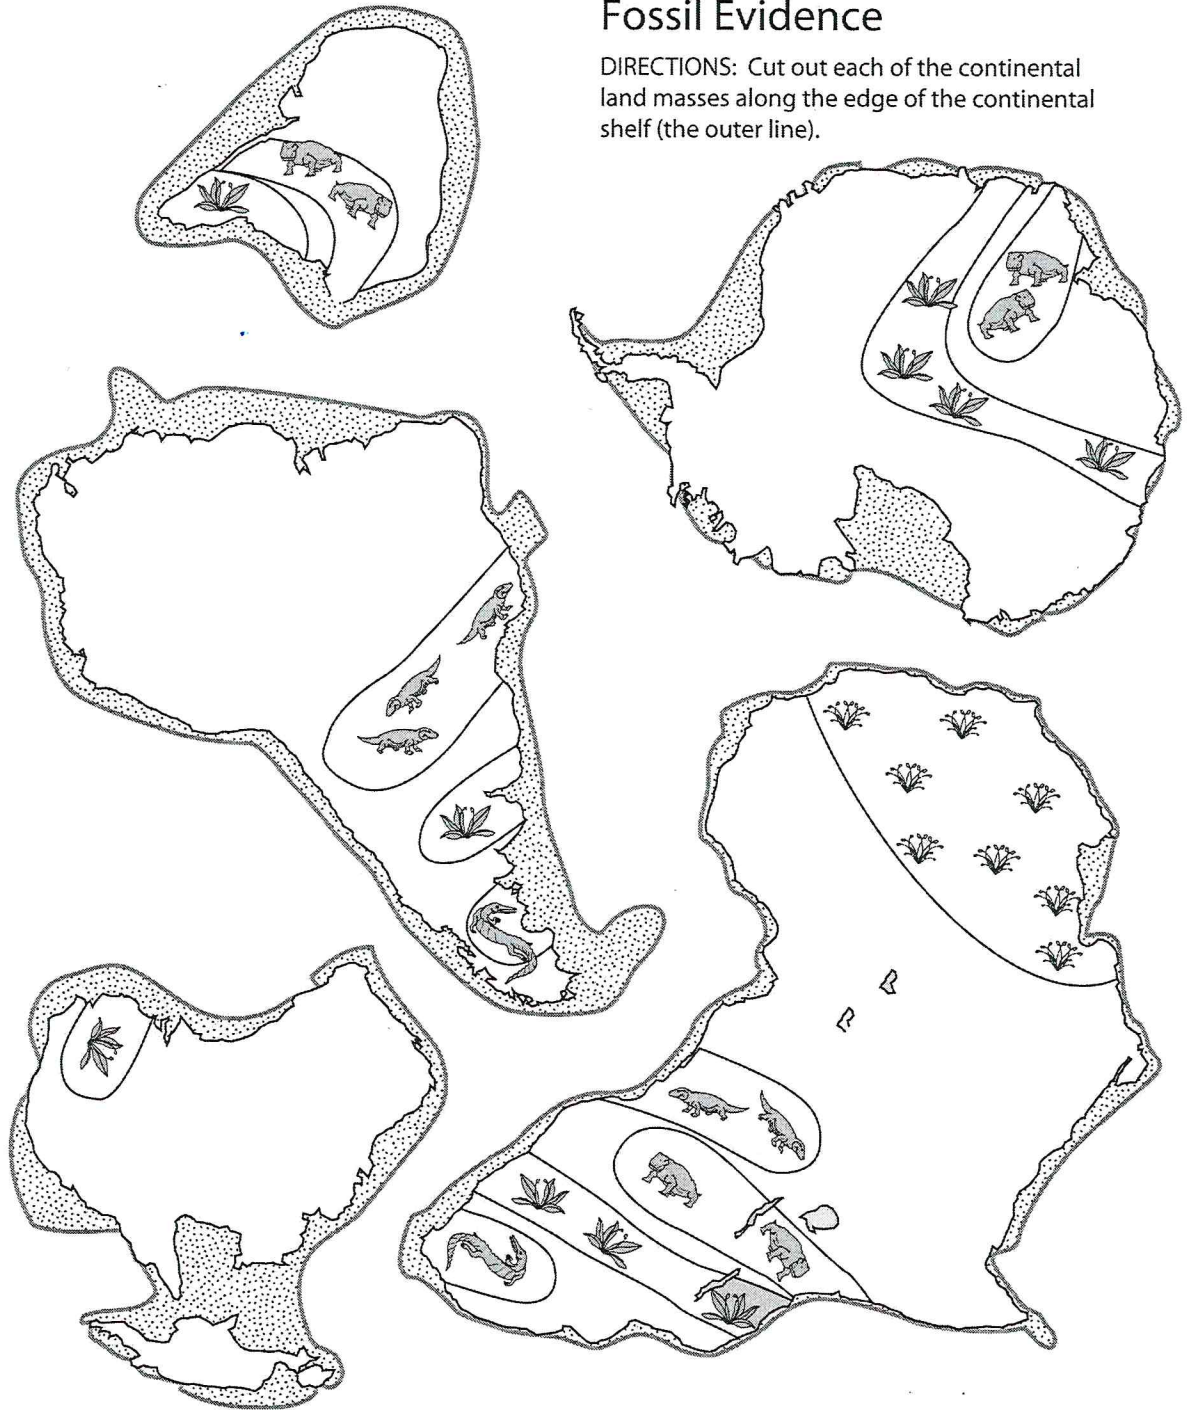 Fossil Evidence
DIRECTIONS: Cut out each of the continental
land masses along the edge of the continental
shelf (the outer line).